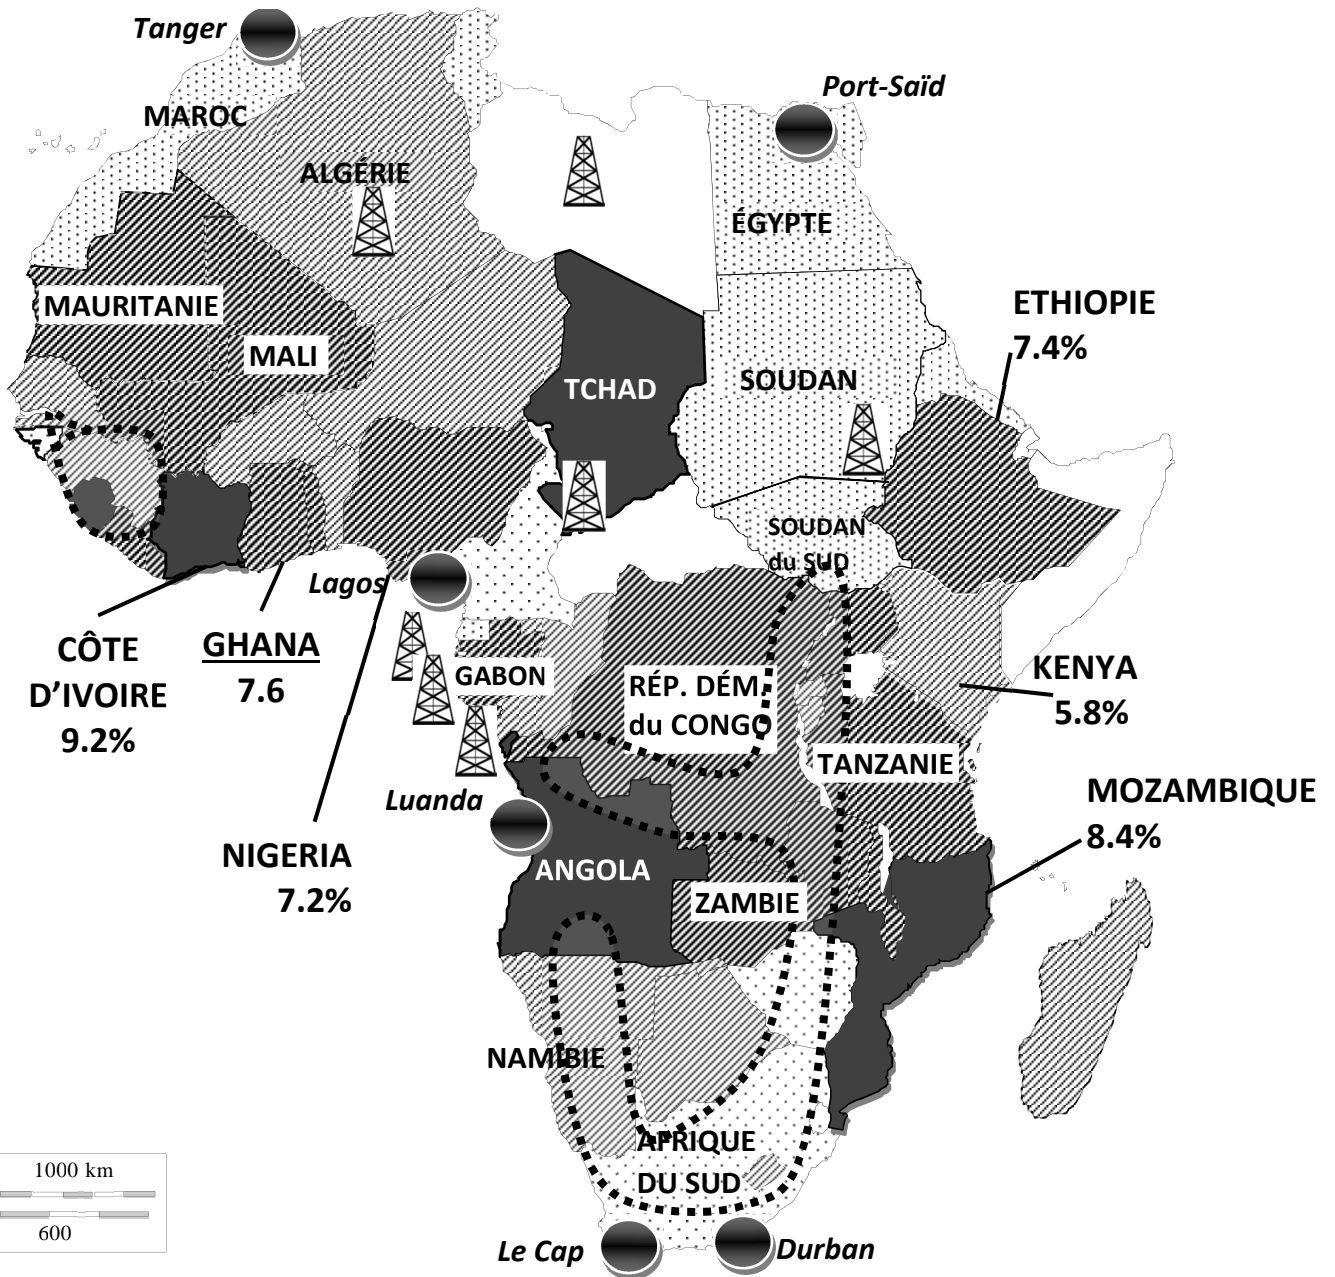 Tanger
Port-Saïd
MAROC
ALGÉRIE
ÉGYPTE
MAURITANIE
ETHIOPIE
7.4%
MALI
TCHAD
SOUDAN
SOUDAN
du SUD
Lagos
CÔTE
D'IVOIRE
9.2%
GHANA
7.6
GABON
RÉP. DÉM.
du CONGO
KENYA
5.8%
TANZANIE
MOZAMBIQUE
8.4%
Luanda
NIGERIA
7.2%
ANGOLA
ZAMBIE
NAMIBIE
AFRIQUE
DU SUD
1000 km
600
Le Cap
Durban